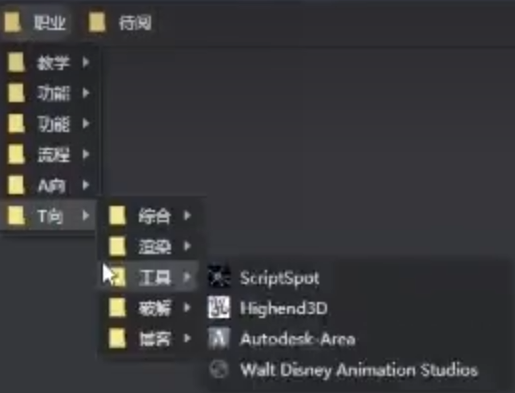 职业 待阅
教学
功能
功能
流程
A向
T向
综合
渲染
工具
破解
博客
ScriptSpot
Highend3D
Autodesk-Area
Walt Disney Animation Studios